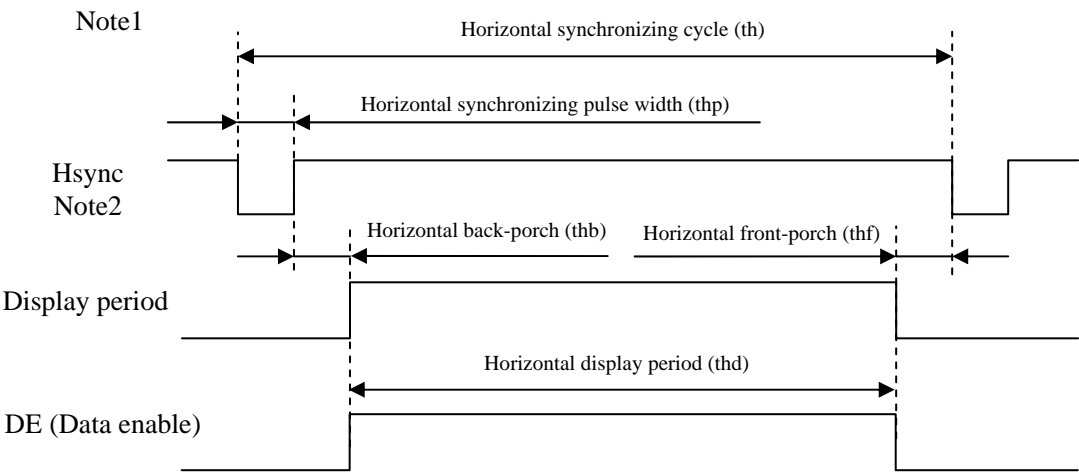 Note1
Horizontal synchronizing cycle (th)
Horizontal synchronizing pulse width (thp)
Hsync
Note2
Horizontal back-porch (thb)
Horizontal front-porch (thf)
Display period
Horizontal display period (thd)
DE (Data enable)